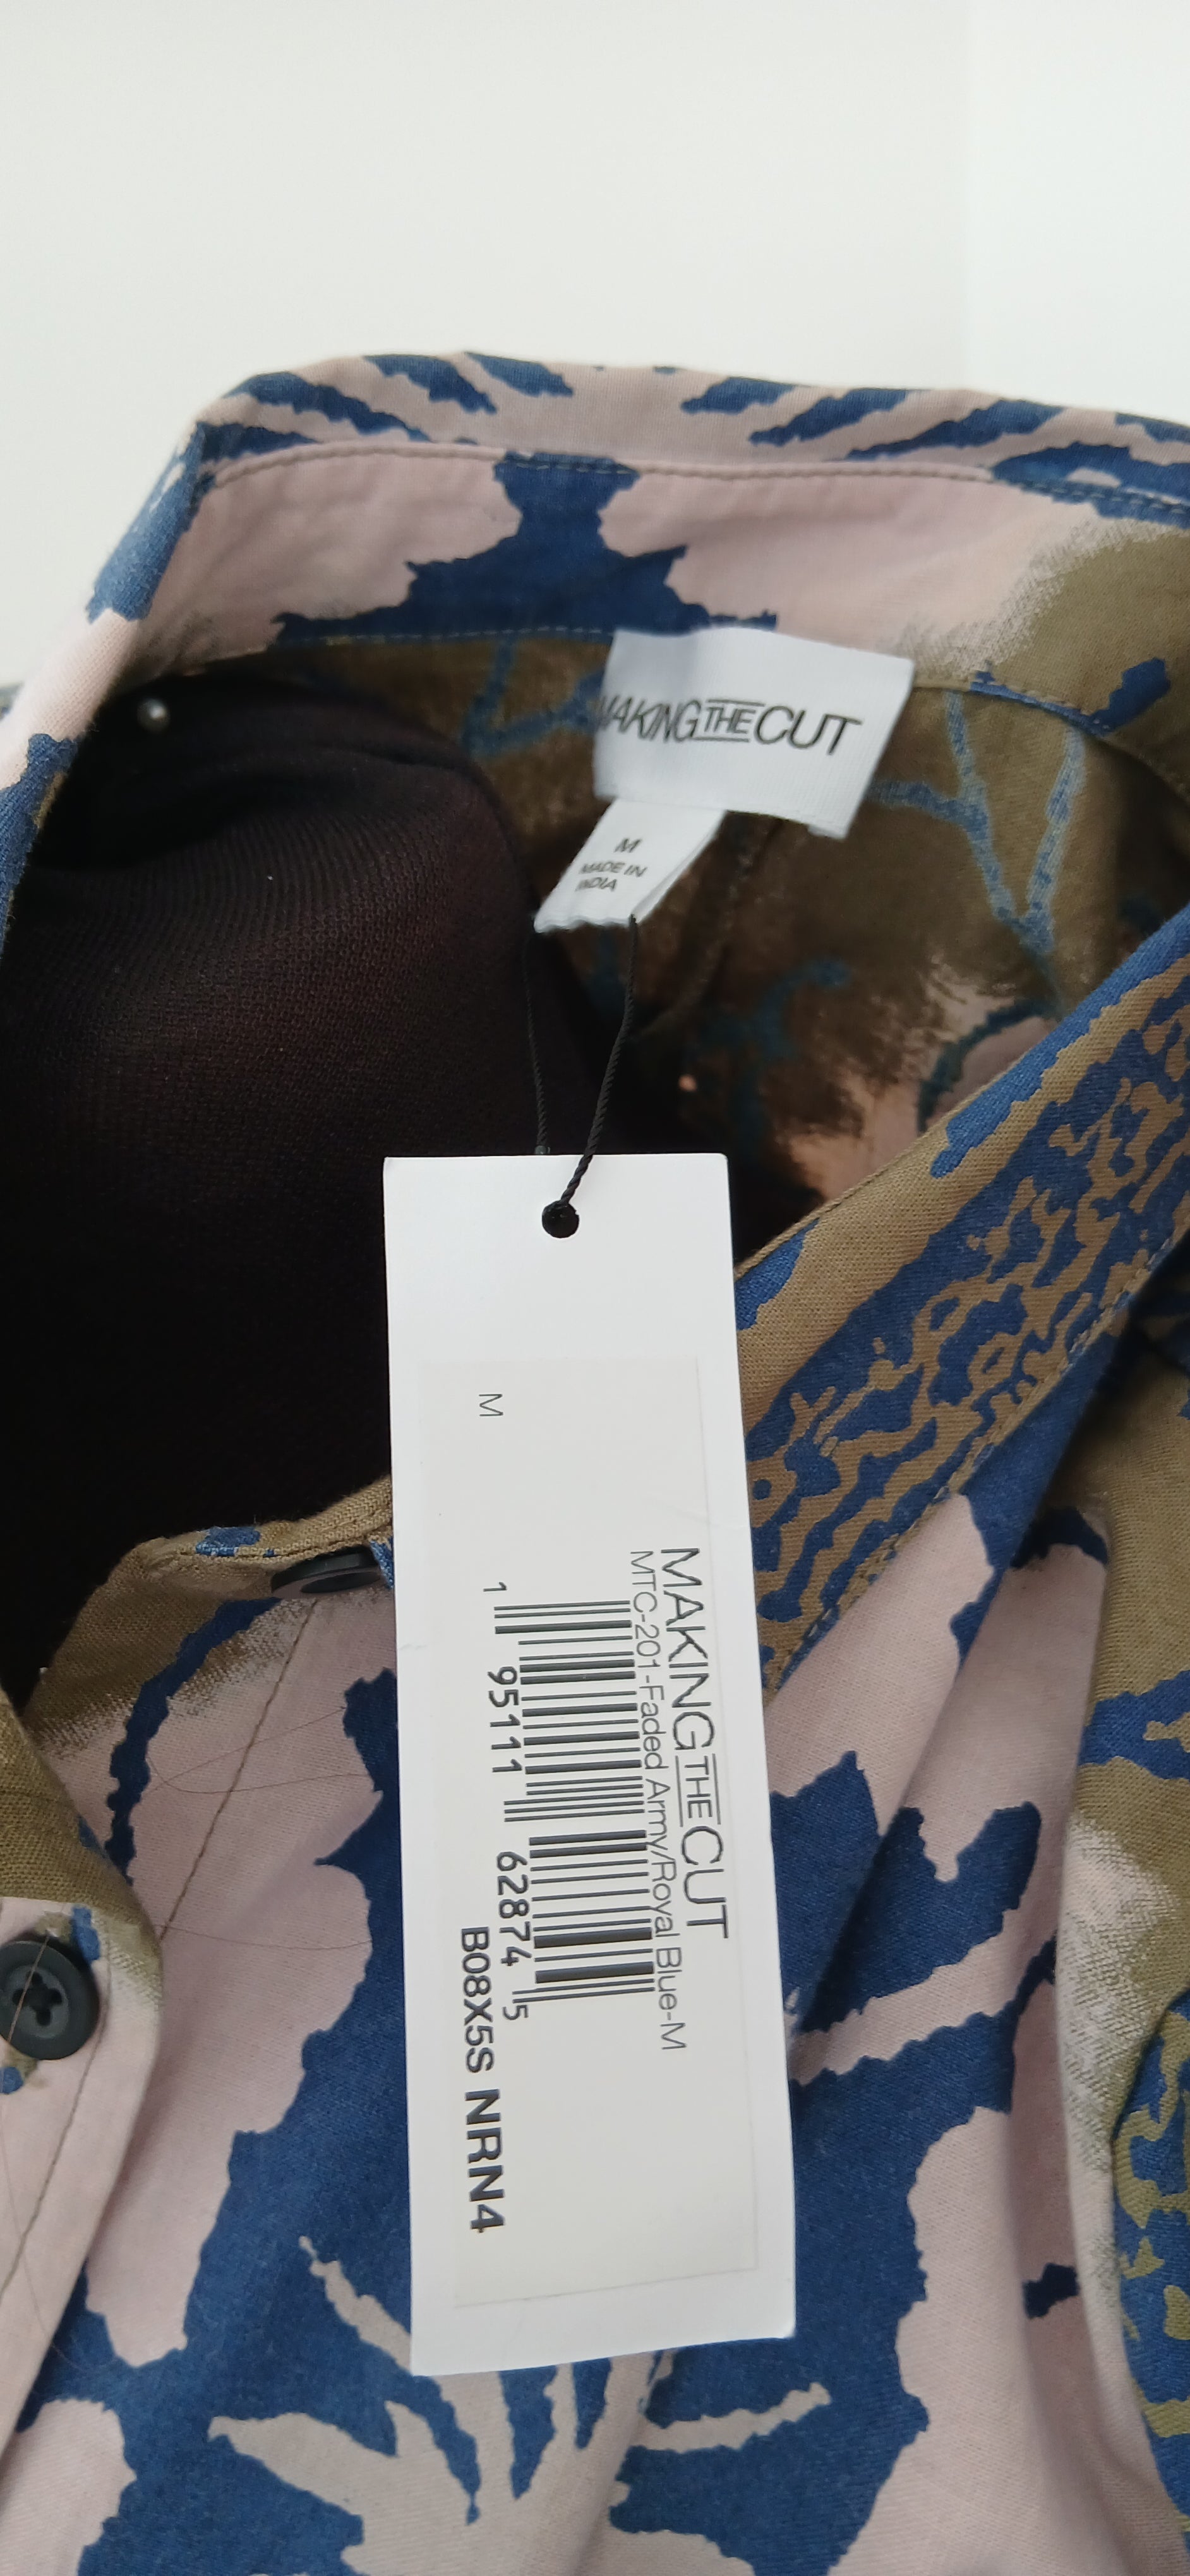 MAKING THE CUT
M
MADE IN
INDIA
MAKING THE CUT
MTC-201-Faded Army/Royal Blue-M
1 95111 62874 5
B08X5S NRN4
M